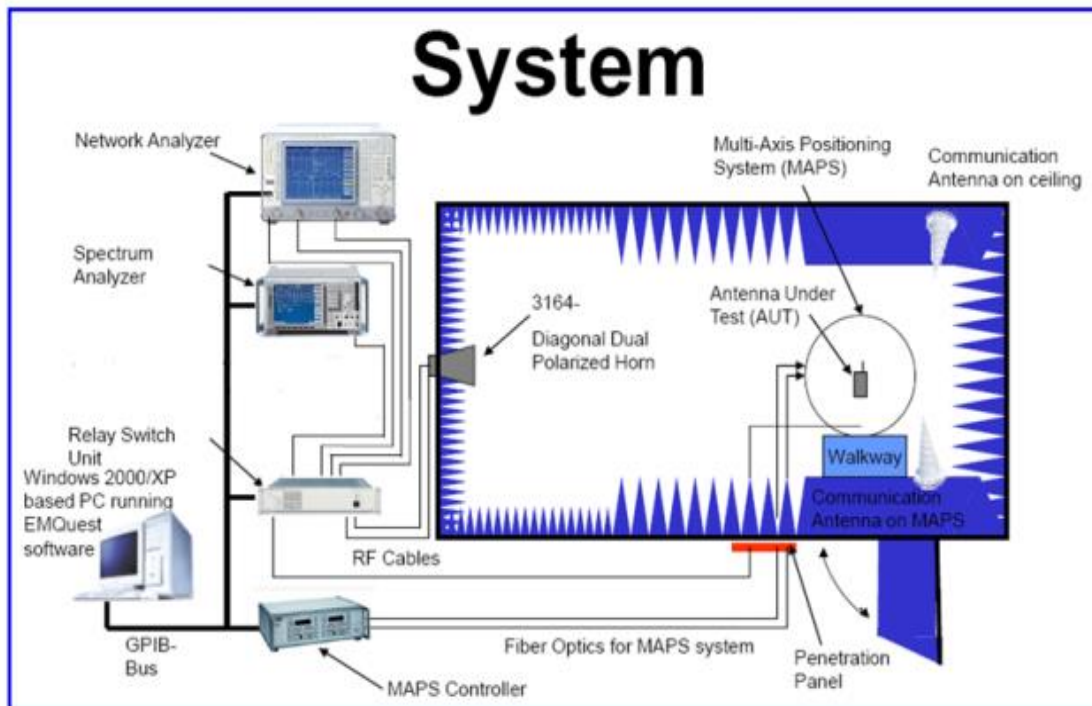 System
Network Analyzer
Multi-Axis Positioning
System (MAPS)
Communication
Antenna on ceiling
Spectrum
Analyzer
3164-
Diagonal Dual
Polarized Horn
Antenna Under
Test (AUT)
Relay Switch
Unit
Windows 2000/XP
based PC running
EMQuest
software
Walkway
Communication
Antenna on MAPS
RF Cables
GPIB-
Bus
Fiber Optics for MAPS system
Penetration
Panel
MAPS Controller